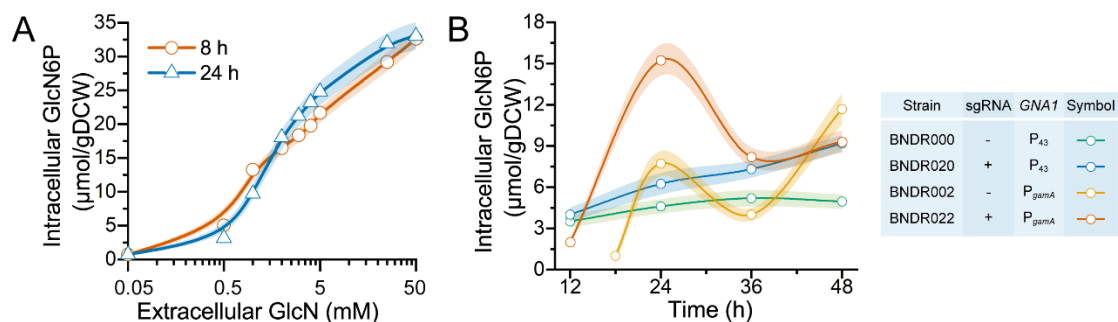 A
Intracellular GlcN6P
(μmol/gDCW)
35
30
25
20
15
10
5
0
8 h
24 h
0.05
0.5
5
50
Extracellular GlcN (mM)
B
Intracellular GlcN6P
(μmol/gDCW)
18
15
12
9
6
3
0
12
24
36
48
Time (h)
Strain sgRNA GNA1 Symbol
BNDR000 - P43
BNDR020 + P43
BNDR002 - PgamA
BNDR022 + PgamA